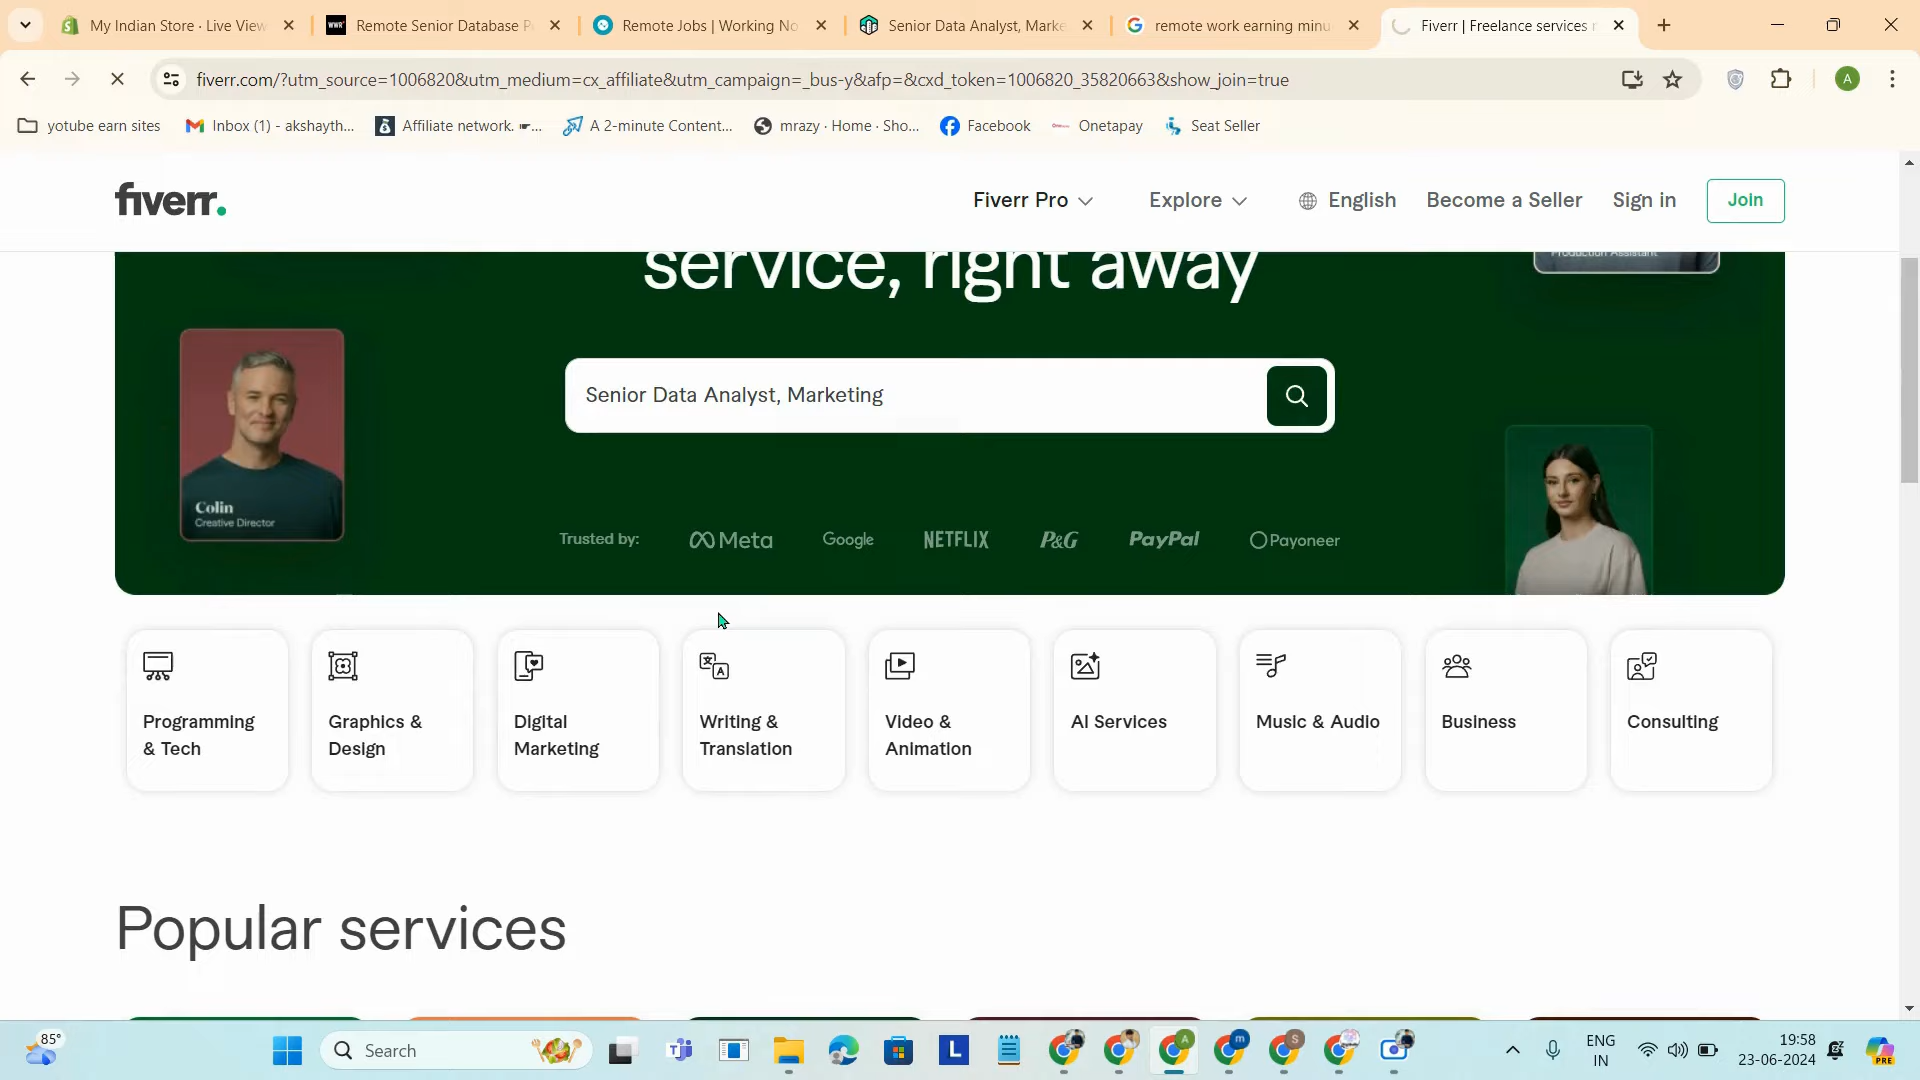 My Indian Store · Live View
Remote Senior Database P
Remote Jobs | Working No
Senior Data Analyst, Marke
remote work earning minu
Fiverr | Freelance services
fiverr.com/?utm_source=1006820&utm_medium=cx_affiliate&utm_campaign=_bus-y&afp=&cxd_token=1006820_35820663&show_join=true
A
yotube earn sites
Inbox (1) - akshayth...
Affiliate network. ☛...
A 2-minute Content...
mrazy · Home · Sho...
Facebook
Onetapay
Seat Seller
fiverr.
Fiverr Pro
Explore
English
Become a Seller
Sign in
Join
service, right away
Production Assistant
Senior Data Analyst, Marketing
Colin
Creative Director
Trusted by:
Meta
Google
NETFLIX
P&G
PayPal
Payoneer
Programming
& Tech
Graphics &
Design
Digital
Marketing
Writing &
Translation
Video &
Animation
AI Services
Music & Audio
Business
Consulting
Popular services
85°
Search
ENG
IN
19:58
23-06-2024